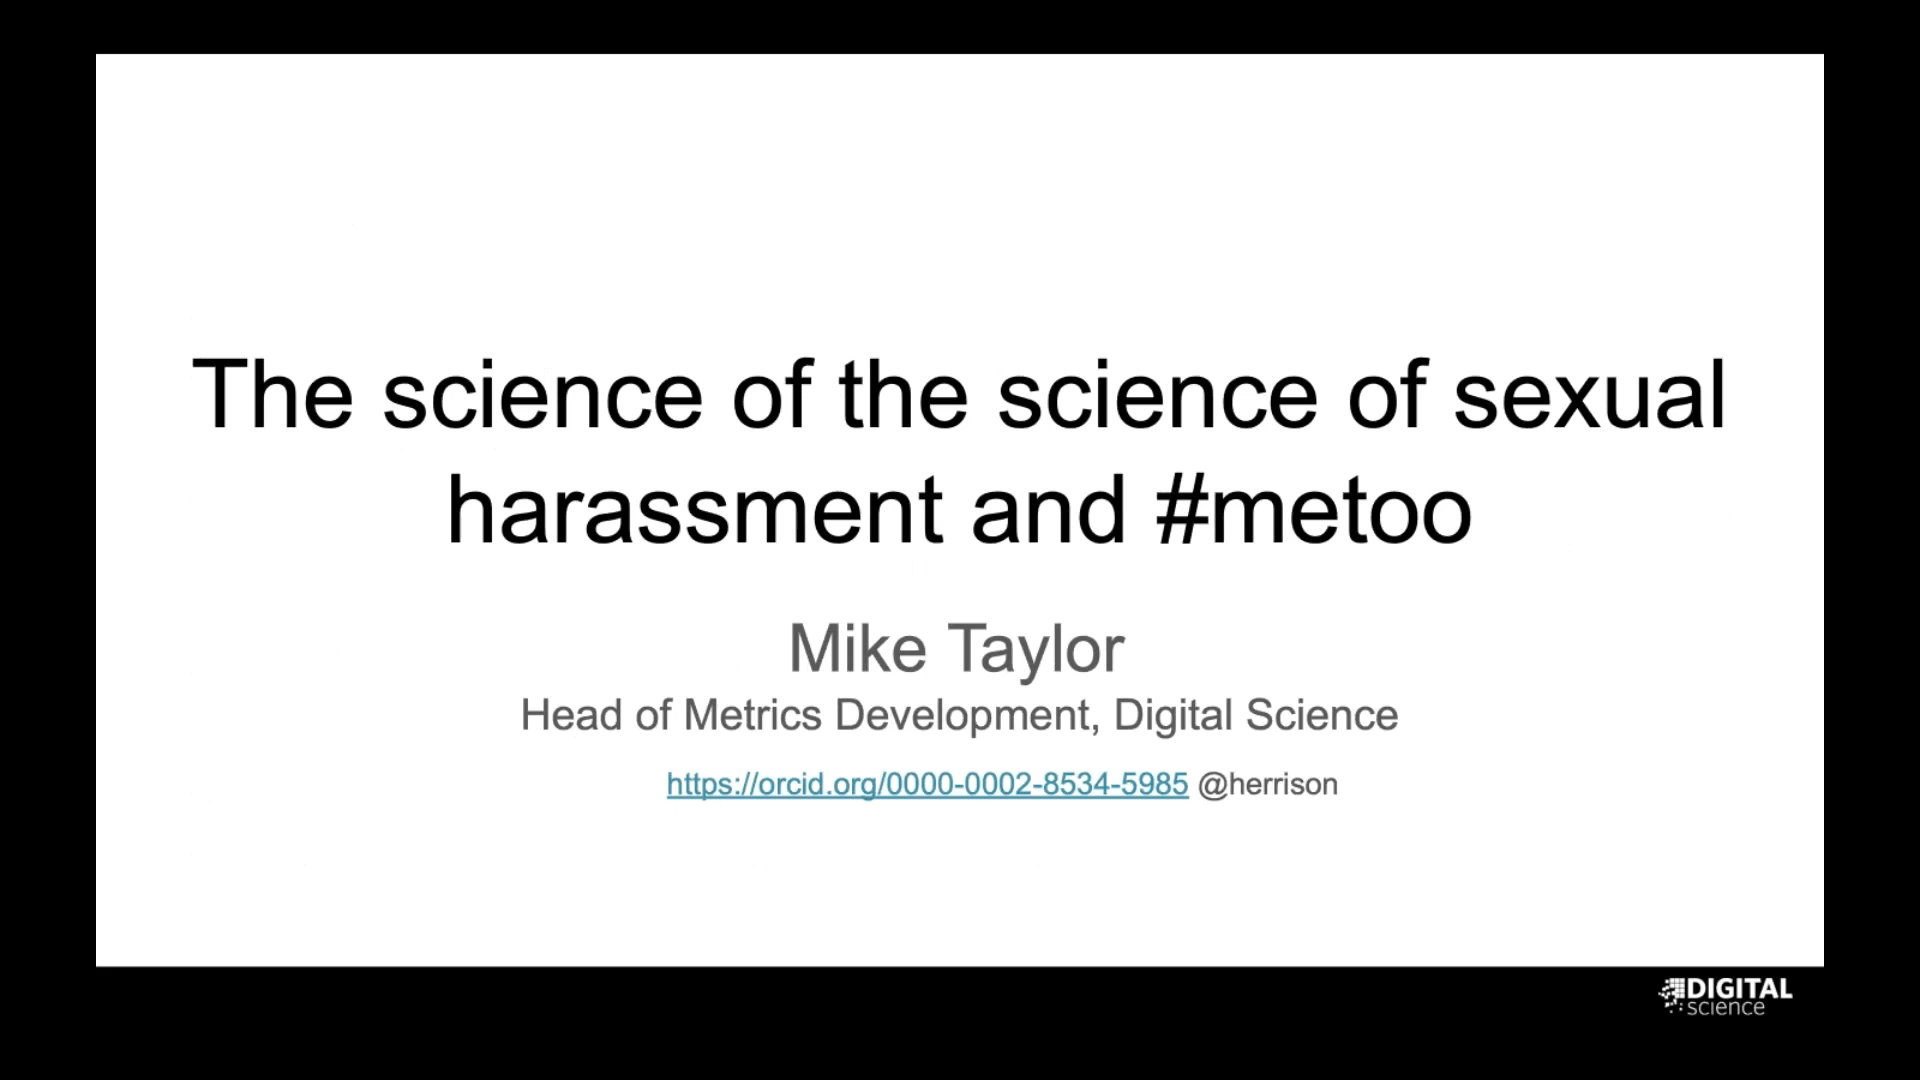 The science of the science of sexual
harassment and #metoo
Mike Taylor
Head of Metrics Development, Digital Science
https://orcid.org/0000-0002-8534-5985 @herrison
DIGITAL
science